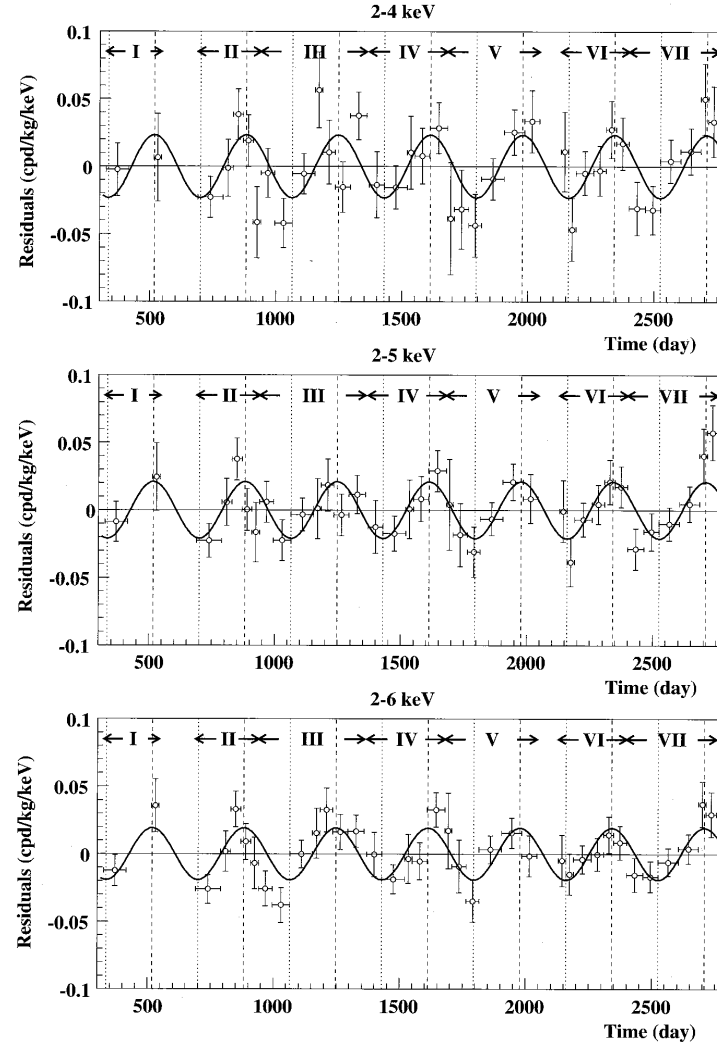 2-4 keV
Residuals (cpd/kg/keV)
0.1
0.05
0
-0.05
-0.1
I II III IV V VI VII
500 1000 1500 2000 2500
Time (day)
2-5 keV
Residuals (cpd/kg/keV)
0.1
0.05
0
-0.05
-0.1
I II III IV V VI VII
500 1000 1500 2000 2500
Time (day)
2-6 keV
Residuals (cpd/kg/keV)
0.1
0.05
0
-0.05
-0.1
I II III IV V VI VII
500 1000 1500 2000 2500
Time (day)